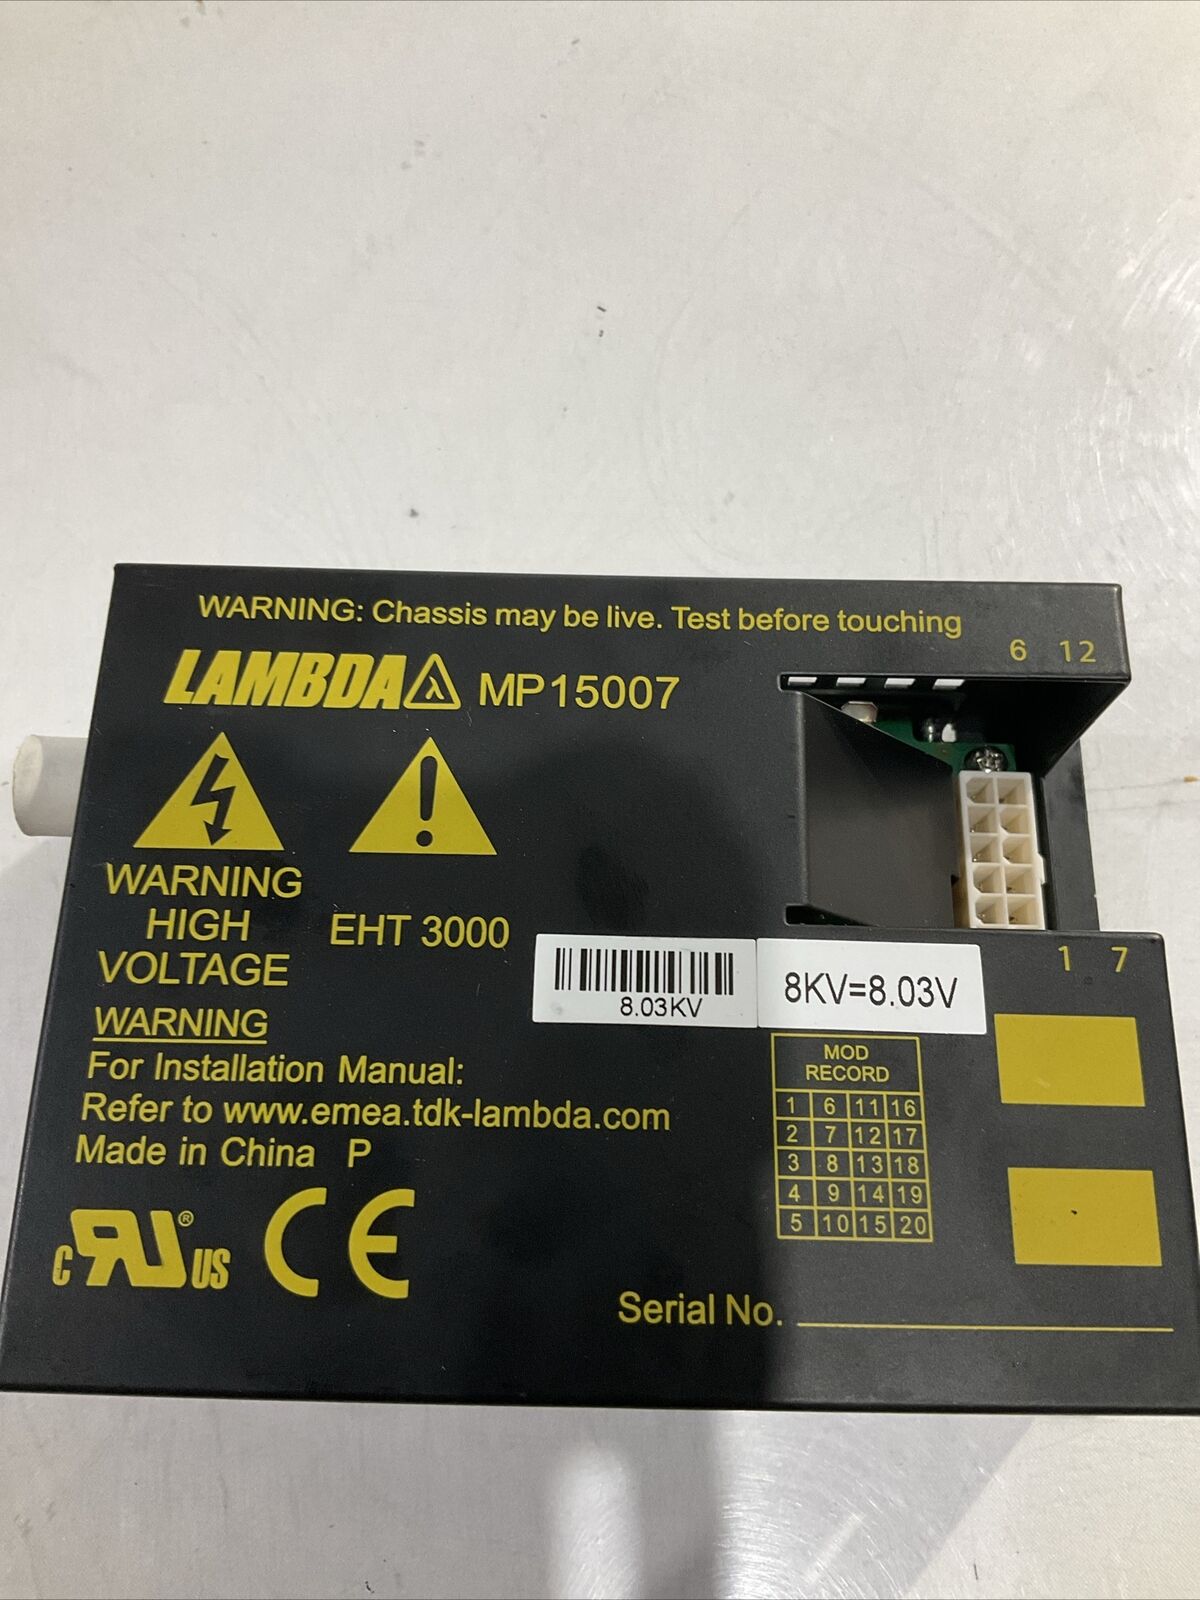 WARNING: Chassis may be live. Test before touching
6 12
LAMBDA λ MP15007
WARNING
HIGH
VOLTAGE
EHT 3000
8.03KV
8KV=8.03V
1 7
WARNING
For Installation Manual:
Refer to www.emea.tdk-lambda.com
Made in China P
MOD
RECORD
1 6 11 16
2 7 12 17
3 8 13 18
4 9 14 19
5 10 15 20
c RU ® US CE
Serial No.